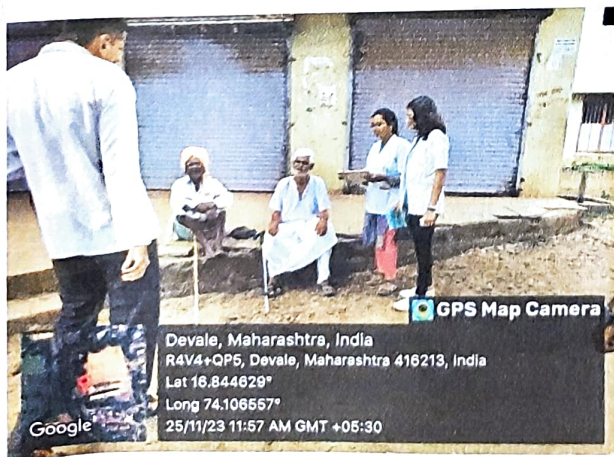 GPS Map Camera
Devale, Maharashtra, India
R4V4+QP5, Devale, Maharashtra 416213, India
Lat 16.844629°
Long 74.106557°
25/11/23 11:57 AM GMT +05:30
Google